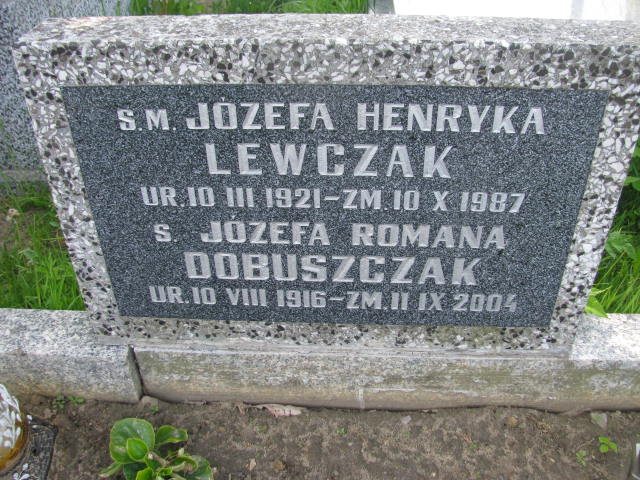 S.M. JÓZEFA HENRYKA
LEWCZAK
UR.10 III 1921-ZM.10 X 1987
S. JÓZEFA ROMANA
DOBUSZCZAK
UR.10 VIII 1916-ZM.11 IX 2004